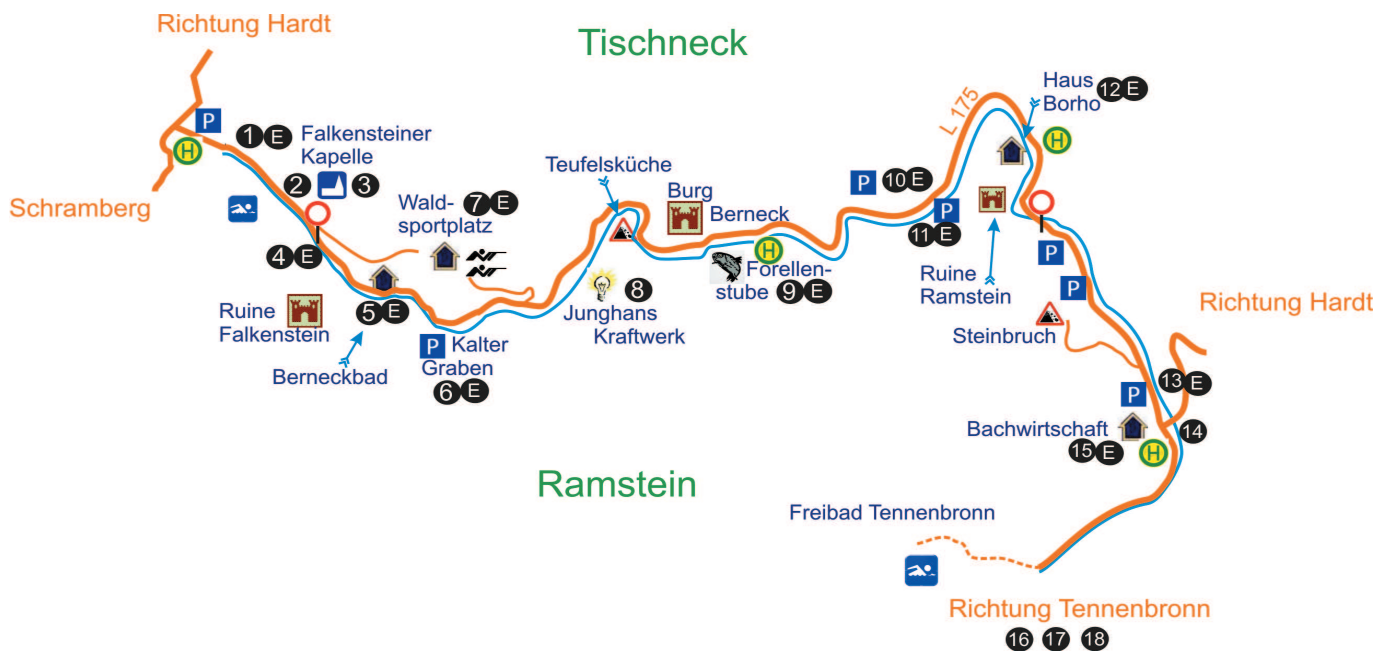 Richtung Hardt
Tischneck
P
1 E
Falkensteiner
Kapelle
2
3
H
Schramberg
Wald-
sportplatz
7 E
4 E
5 E
Ruine
Falkenstein
Berneckbad
P Kalter
Graben
6 E
Teufelsküche
8
Junghans
Kraftwerk
Burg
Berneck
H
Forellen-
stube 9 E
P 10 E
P
11 E
L 175
Haus
Borho
12 E
H
Ruine
Ramstein
P
P
Steinbruch
Richtung Hardt
13 E
P
14
Bachwirtschaft
15 E
H
Ramstein
Freibad Tennenbronn
Richtung Tennenbronn
16 17 18